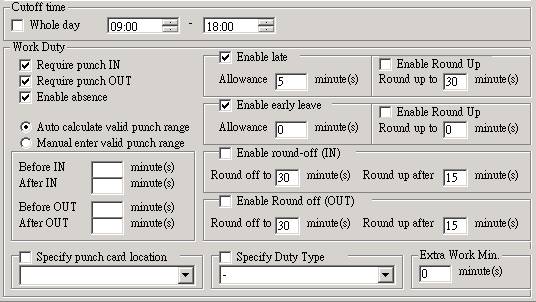 Cutoff time
Whole day 09:00 - 18:00
Work Duty
Require punch IN
Require punch OUT
Enable absence
Auto calculate valid punch range
Manual enter valid punch range
Before IN minute(s)
After IN minute(s)
Before OUT minute(s)
After OUT minute(s)
Enable late
Allowance 5 minute(s)
Enable Round Up
Round up to 30 minute(s)
Enable early leave
Allowance 0 minute(s)
Enable Round Up
Round up to 0 minute(s)
Enable round-off (IN)
Round off to 30 minute(s) Round up after 15 minute(s)
Enable Round off (OUT)
Round off to 30 minute(s) Round up after 15 minute(s)
Specify punch card location
Specify Duty Type
-
Extra Work Min.
0 minute(s)